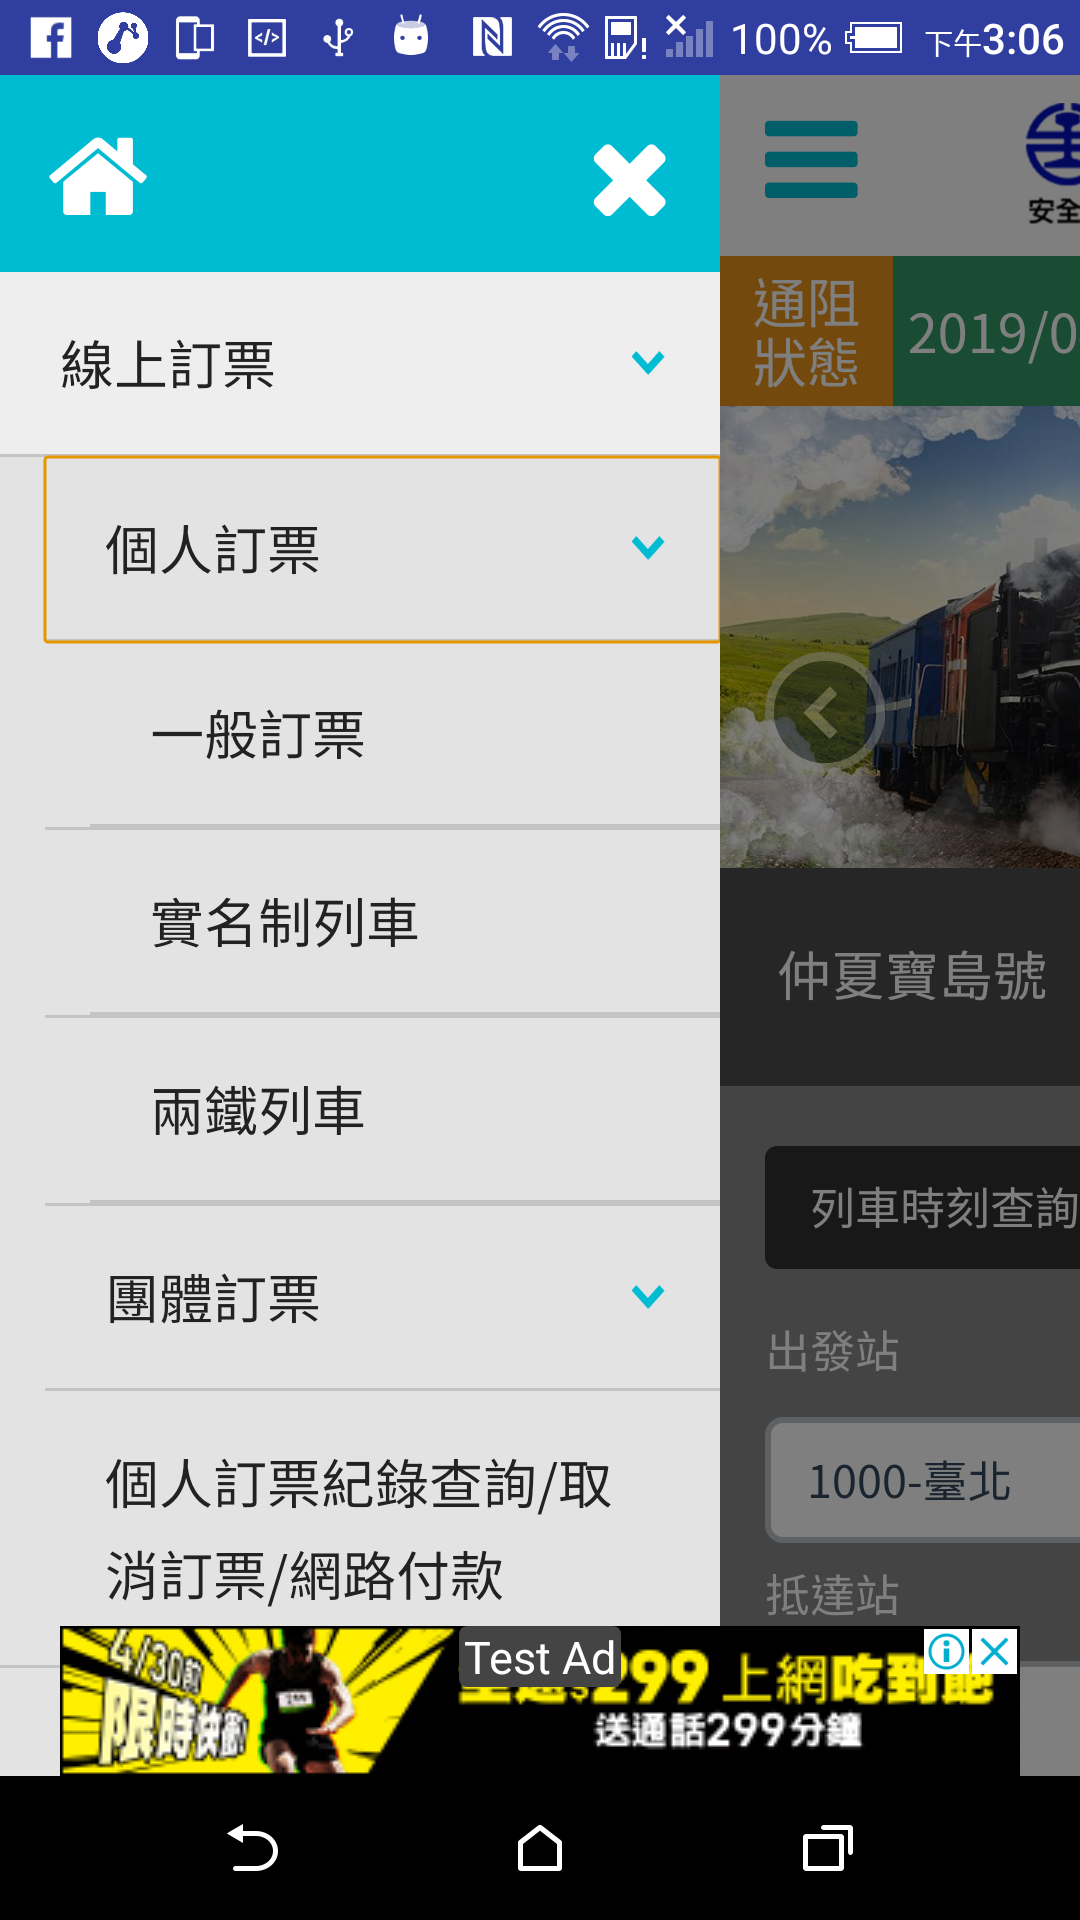 100% 下午3:06
安全
通阻
狀態
2019/0
線上訂票
個人訂票
一般訂票
實名制列車
兩鐵列車
團體訂票
個人訂票紀錄查詢/取
消訂票/網路付款
仲夏寶島號
列車時刻查詢
出發站
1000-臺北
抵達站
4/30前
限時快衝!
Test Ad
$299 上網吃到飽
送通話299分鐘